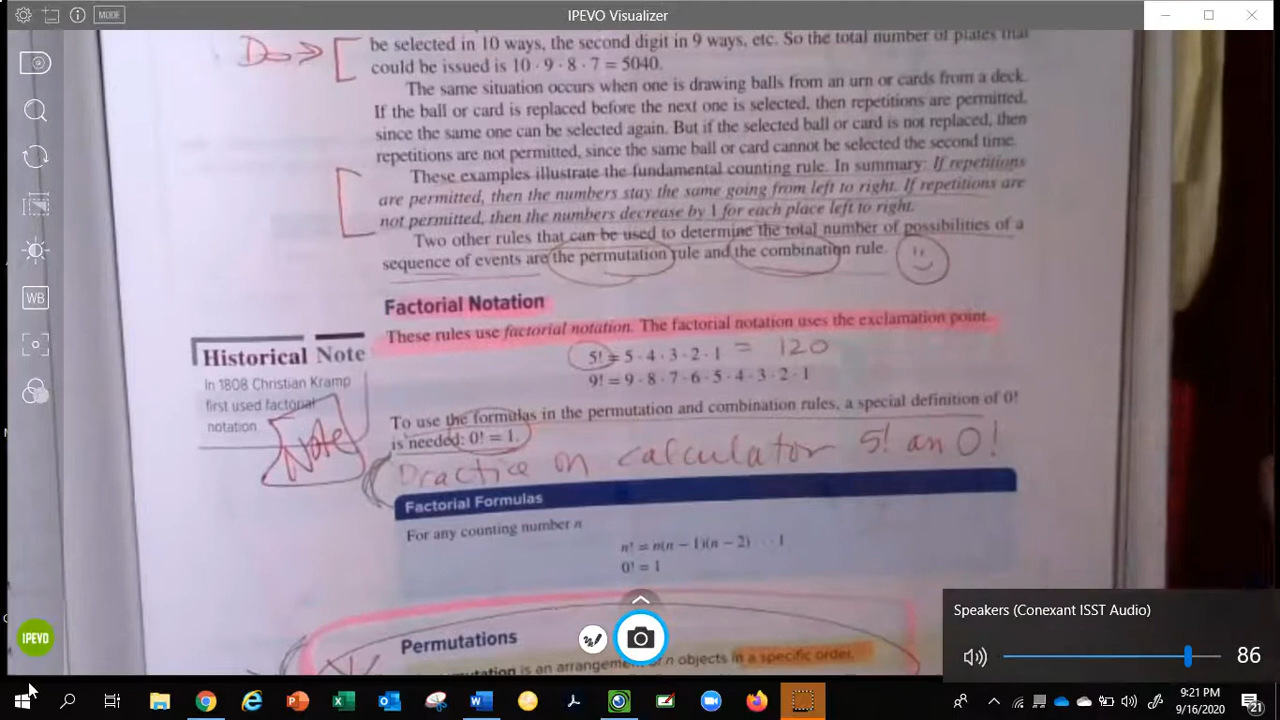 IPEVO Visualizer
MODE
Do
be selected in 10 ways, the second digit in 9 ways, etc. So the total number of plates that
could be issued is 10 · 9 · 8 · 7 = 5040.
The same situation occurs when one is drawing balls from an urn or cards from a deck.
If the ball or card is replaced before the next one is selected, then repetitions are permitted,
since the same one can be selected again. But if the selected ball or card is not replaced, then
repetitions are not permitted, since the same ball or card cannot be selected the second time.
These examples illustrate the fundamental counting rule. In summary: If repetitions
are permitted, then the numbers stay the same going from left to right. If repetitions are
not permitted, then the numbers decrease by 1 for each place left to right.
Two other rules that can be used to determine the total number of possibilities of a
sequence of events are the permutation rule and the combination rule.
Factorial Notation
These rules use factorial notation. The factorial notation uses the exclamation point.
5! = 5 · 4 · 3 · 2 · 1 = 120
9! = 9 · 8 · 7 · 6 · 5 · 4 · 3 · 2 · 1
Historical Note
In 1808 Christian Kramp
first used factorial
notation
Note
To use the formulas in the permutation and combination rules, a special definition of 0!
is needed: 0! = 1.
Practice on calculator 5! an 0!
Factorial Formulas
For any counting number n
n! = n(n − 1)(n − 2) · · · 1
0! = 1
Permutations
is an arrangement of n objects in a specific order.
WB
IPEVO
Speakers (Conexant ISST Audio)
86
9:21 PM
9/16/2020
21